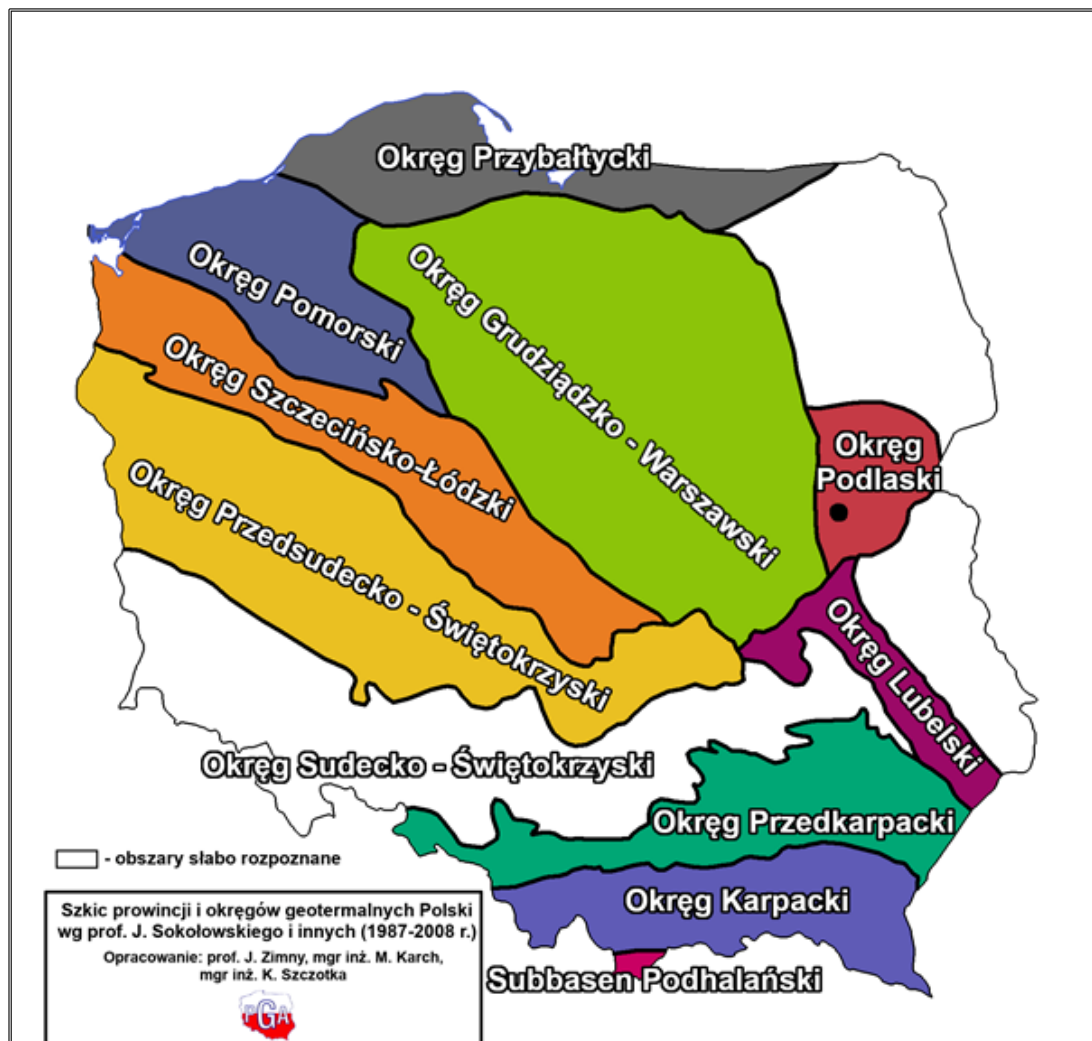 Okręg Przybałtycki
Okręg Pomorski
Okręg Grudziądzko - Warszawski
Okręg Szczecińsko-Łódzki
Okręg
Podlaski
Okręg Przedsudecko - Świętokrzyski
Okręg Lubelski
Okręg Sudecko - Świętokrzyski
Okręg Przedkarpacki
Okręg Karpacki
Subbasen Podhalański
- obszary słabo rozpoznane
Szkic prowincji i okręgów geotermalnych Polski
wg prof. J. Sokołowskiego i innych (1987-2008 r.)
Opracowanie: prof. J. Zimny, mgr inż. M. Karch,
mgr inż. K. Szczotka
PGA